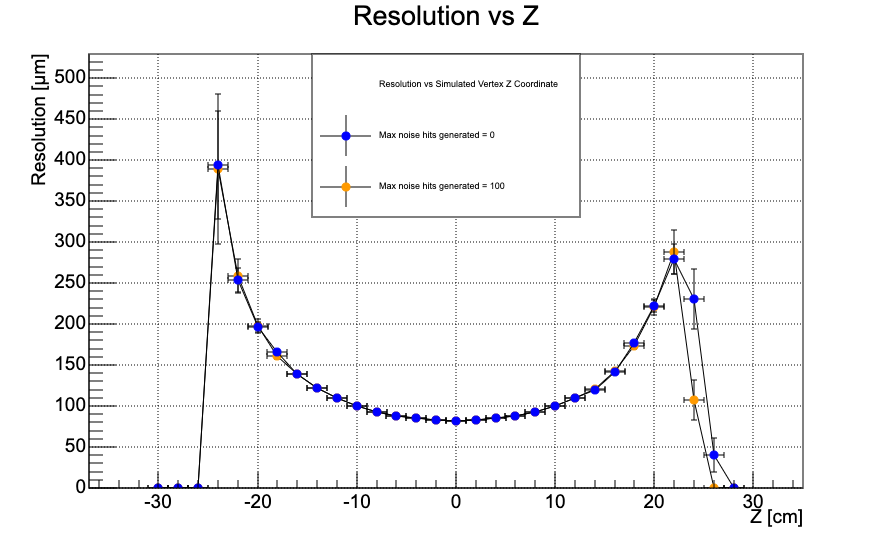 Resolution vs Z
Resolution [μm]
500
450
400
350
300
250
200
150
100
50
0
Resolution vs Simulated Vertex Z Coordinate
Max noise hits generated = 0
Max noise hits generated = 100
-30 -20 -10 0 10 20 30
Z [cm]